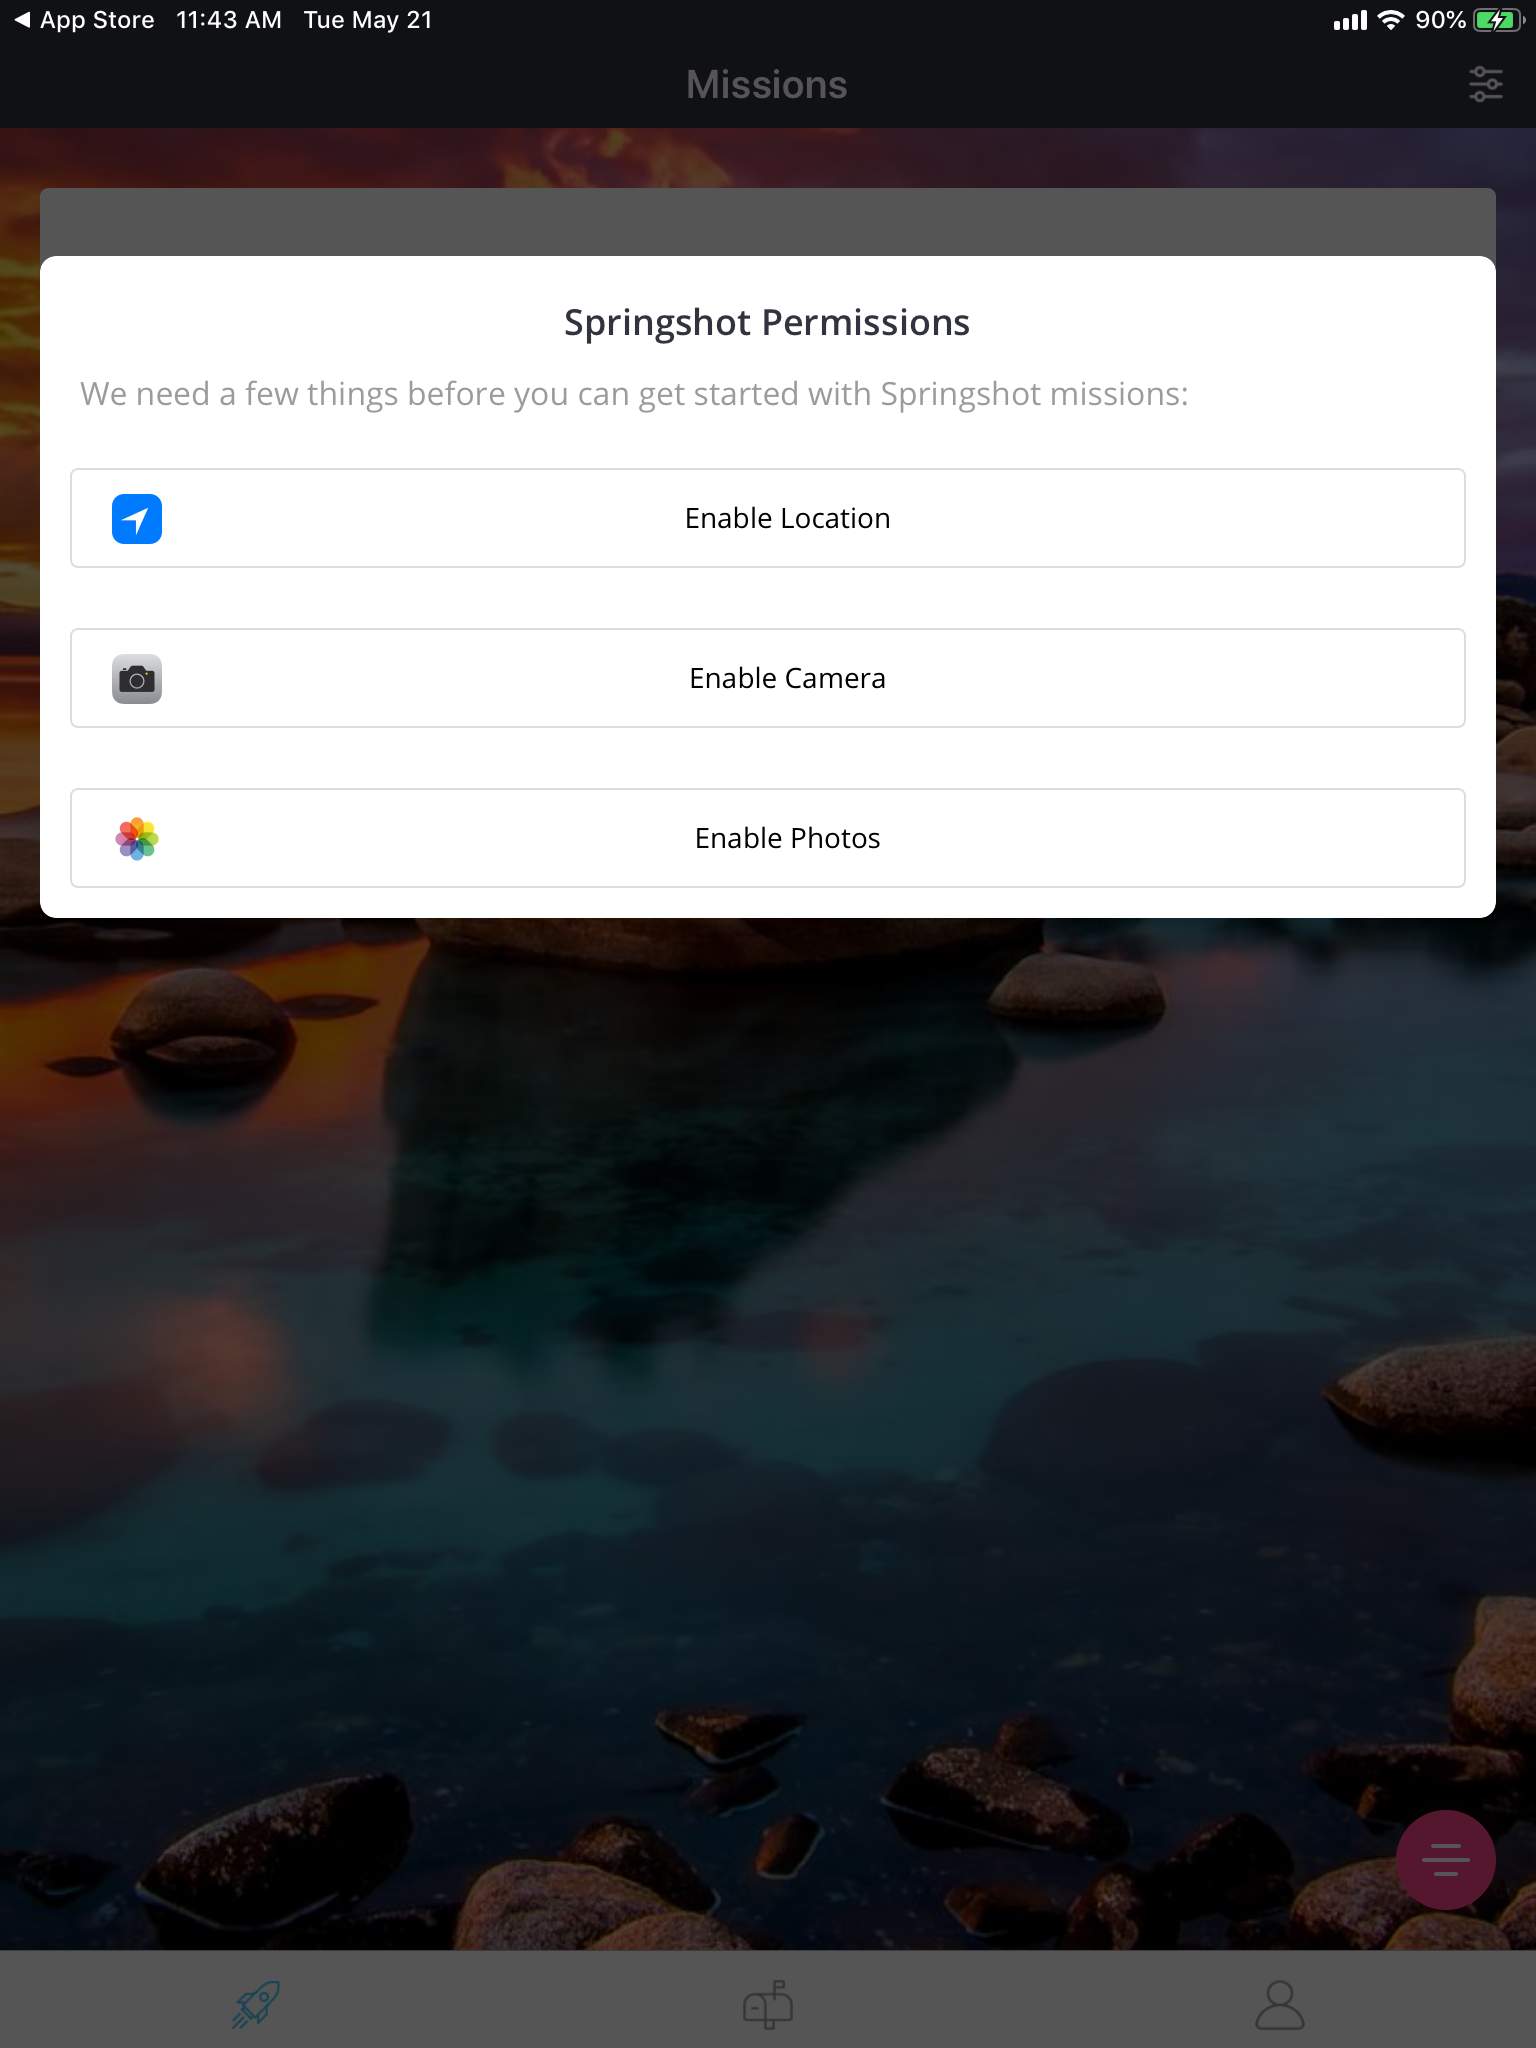 ◀ App Store 11:43 AM Tue May 21 90%
Missions
Springshot Permissions
We need a few things before you can get started with Springshot missions:
Enable Location
Enable Camera
Enable Photos